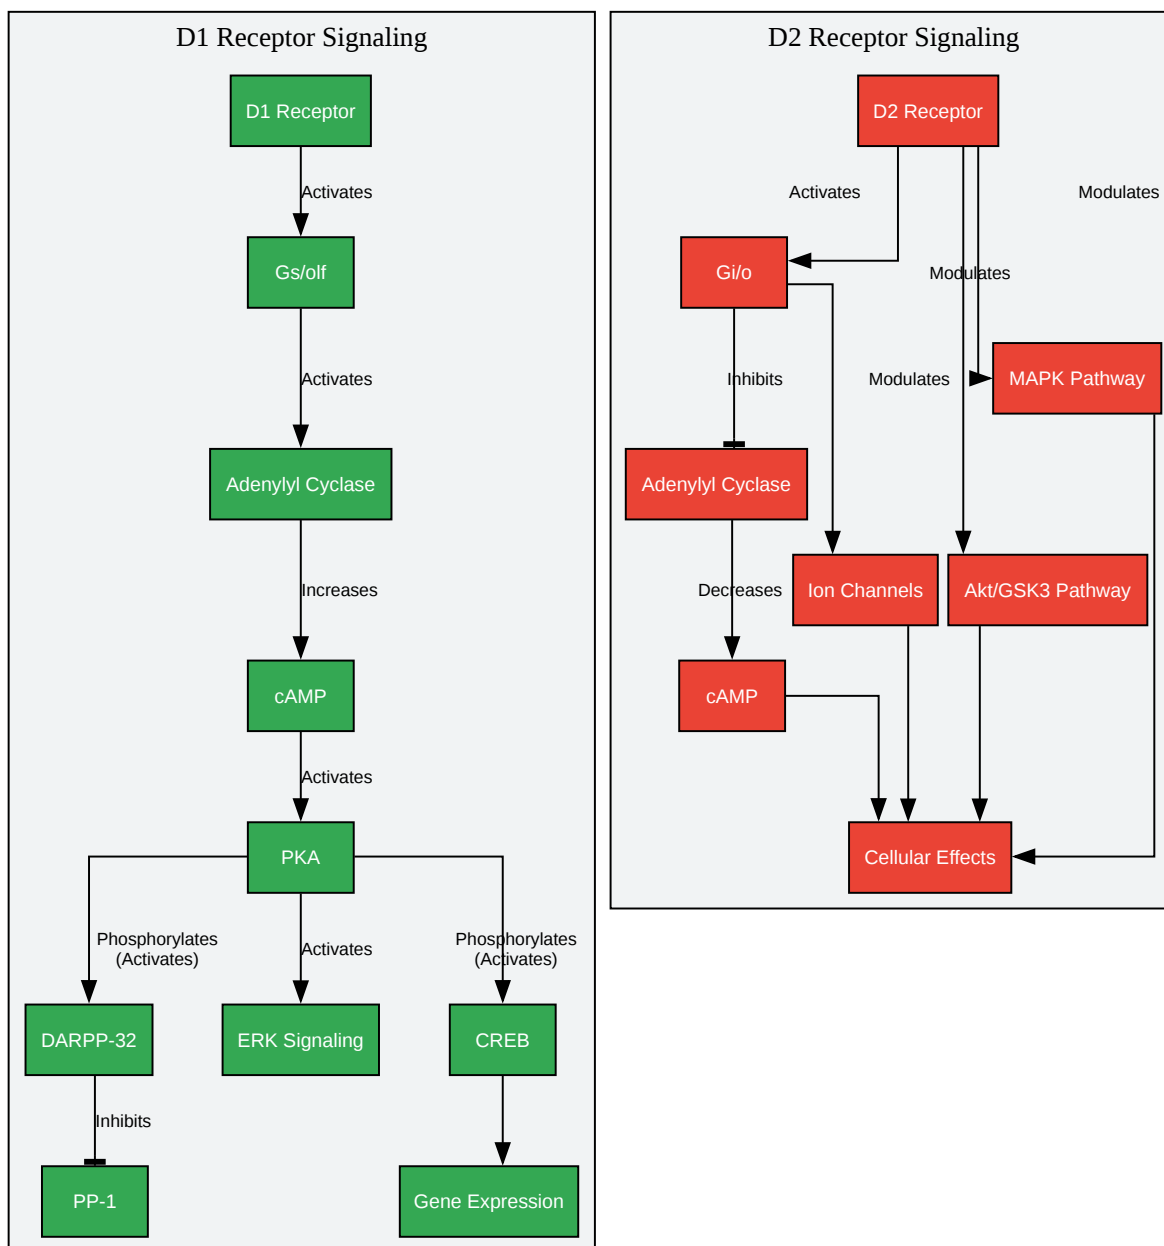 D1 Receptor Signaling
D1 Receptor
Activates
Gs/olf
Activates
Adenylyl Cyclase
Increases
cAMP
Activates
PKA
Phosphorylates
(Activates)
Activates
Phosphorylates
(Activates)
DARPP-32
ERK Signaling
CREB
Inhibits
PP-1
Gene Expression
D2 Receptor Signaling
D2 Receptor
Activates
Modulates
Gi/o
Modulates
Inhibits
Modulates
MAPK Pathway
Adenylyl Cyclase
Decreases
Ion Channels
Akt/GSK3 Pathway
cAMP
Cellular Effects